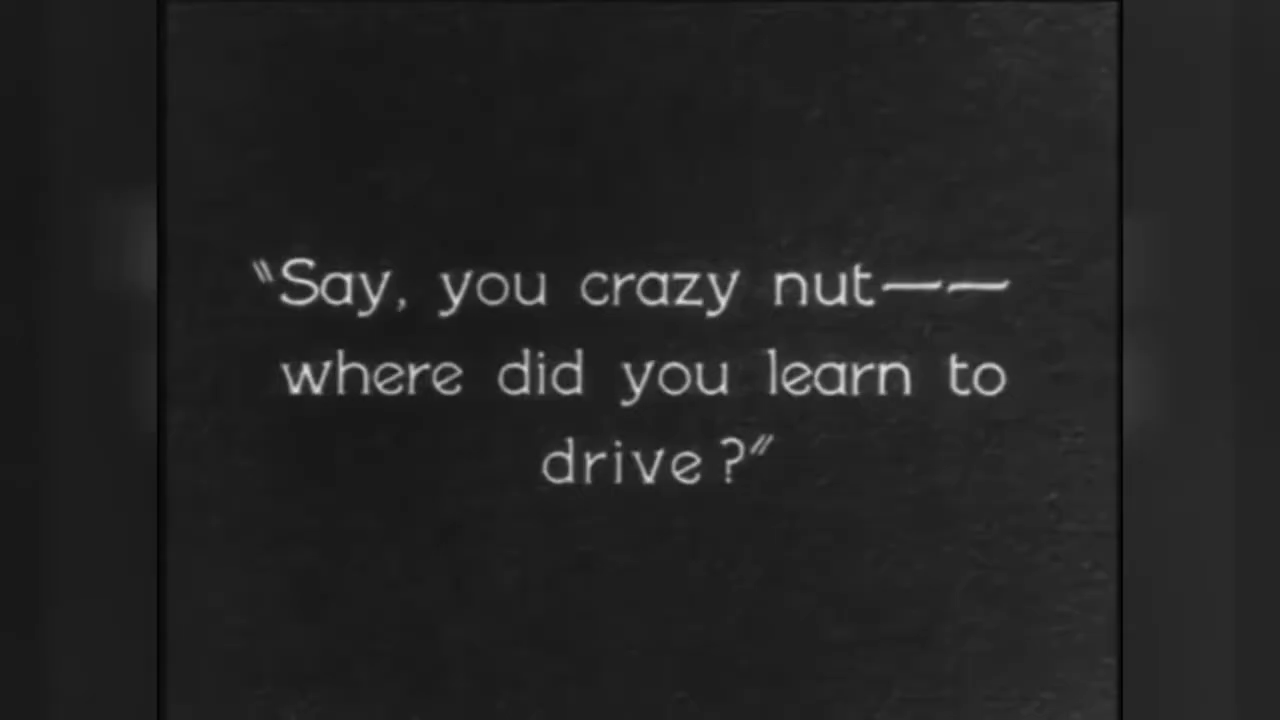 "Say, you crazy nut——
where did you learn to
drive?"